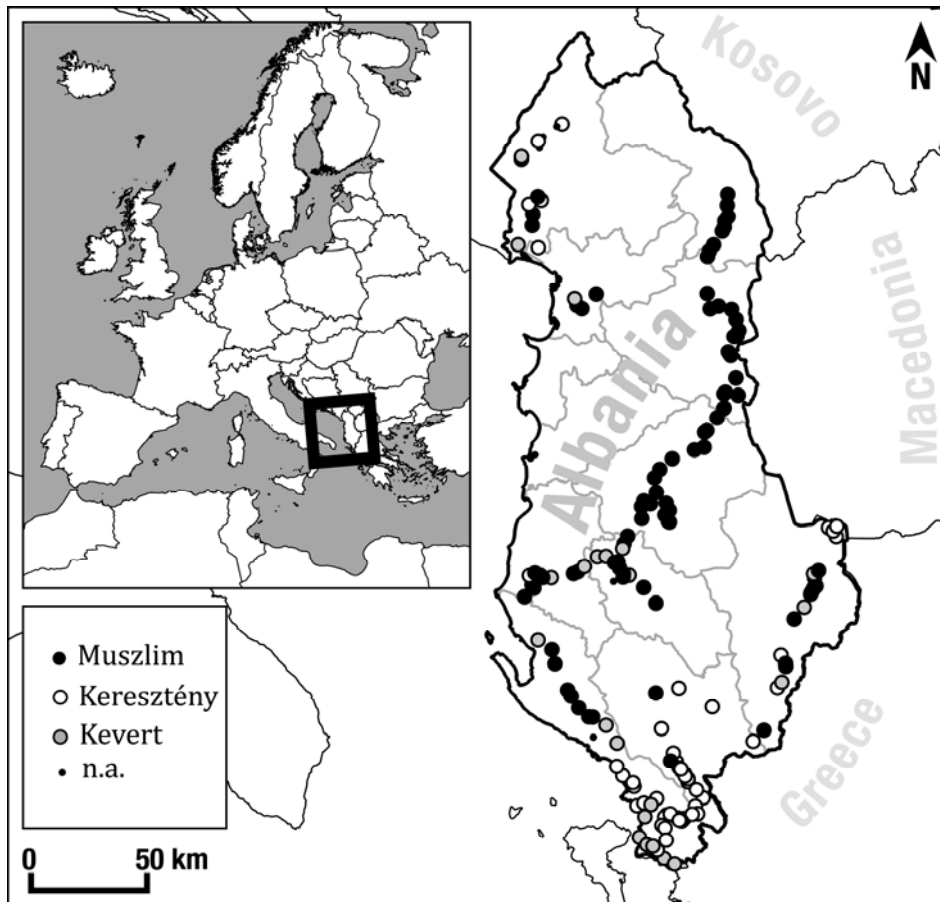 Kosovo
N
Macedonia
Albania
Greece
Muszlim
Keresztény
Kevert
n.a.
0 50 km